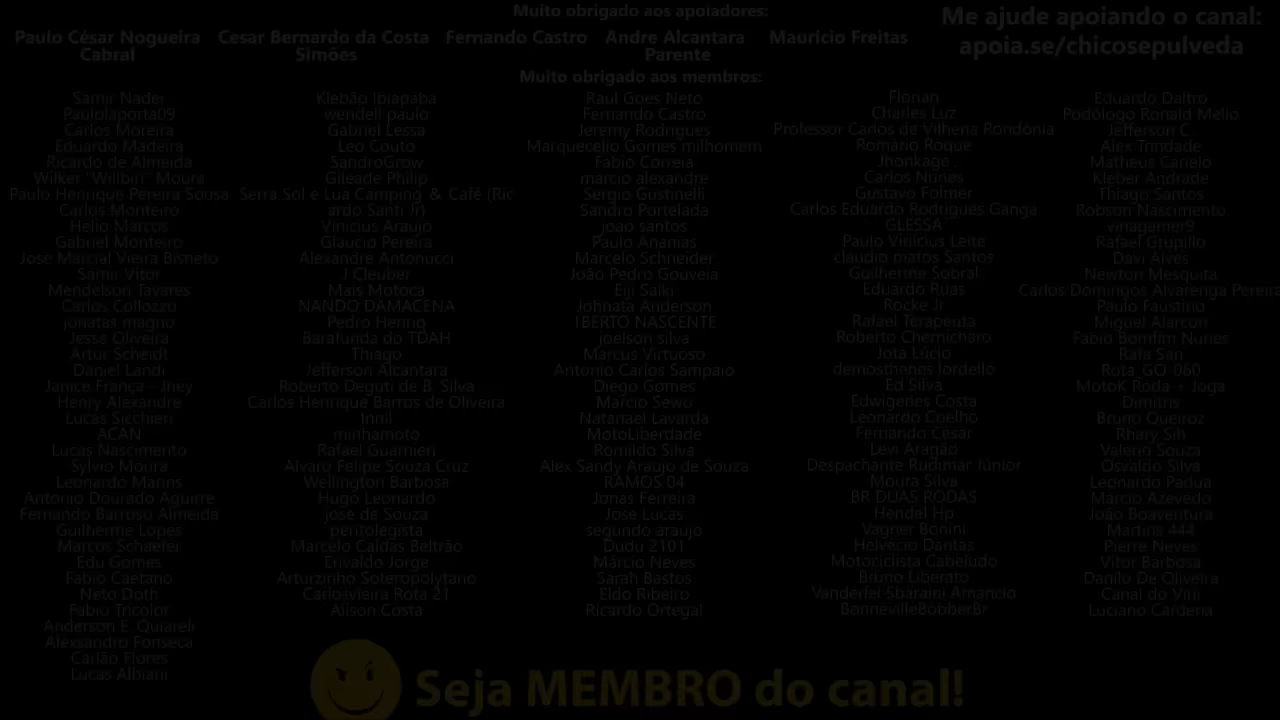 Muito obrigado aos apoiadores:
Me ajude apoiando o canal:
apoia.se/chicosepulveda
Paulo César Nogueira Cabral
Cesar Bernardo da Costa Simões
Fernando Castro
Andre Alcantara Parente
Mauricio Freitas
Muito obrigado aos membros:
Samir Nader
Paulolaporta09
Carlos Moreira
Eduardo Madeira
Ricardo de Almeida
Wilker "Willbri" Moura
Paulo Henrique Pereira Sousa
Carlos Monteiro
Helio Marcos
Gabriel Monteiro
José Marcial Vieira Bisneto
Samir Vitor
Mendelson Tavares
Carlos Collozzo
jonatas magno
Jesse Oliveira
Artur Scheidt
Daniel Landi
Janice França - Jhey
Henry Alexandre
Lucas Sicchieri
ACAN
Lucas Nascimento
Sylvio Moura
Leonardo Marins
Antonio Dourado Aguirre
Fernando Barroso Almeida
Guilherme Lopes
Marcos Schaefer
Edu Gomes
Fabio Caetano
Neto Doth
Fabio Tricolor
Anderson E. Quiareli
Alexsandro Fonseca
Carlão Flores
Lucas Albiani
Klebão Ibiapaba
wendell paulo
Gabriel Lessa
Leo Couto
SandroGrow
Gileade Philip
Serra Sol e Lua Camping & Café (Ric
ardo Santi Jr)
Vinicius Araujo
Glaucio Pereira
Alexandre Antonucci
J Cleuber
Mais Motoca
NANDO DAMACENA
Pedro Henriq
Barafunda do TDAH
Thiago
Jefferson Alcantara
Roberto Deguti de B. Silva
Carlos Henrique Barros de Oliveira
minhamoto
Rafael Guarnieri
Alvaro Felipe Souza Cruz
Wellington Barbosa
Hugo Leonardo
jose de Souza
peritolegista
Marcelo Caldas Beltrão
Erivaldo Jorge
Arturzinho Soteropolytano
Carlosvieira Rota 21
Alison Costa
Raul Goes Neto
Fernando Castro
Jeremy Rodrigues
Marquecelio Gomes milhomem
Fabio Correia
marcio alexandre
Sergio Gustinelli
Sandro Portelada
joao santos
Paulo Anamas
Marcelo Schneider
João Pedro Gouveia
Eiji Saiki
Johnata Anderson
IBERTO NASCENTE
joelson silva
Marcus Virtuoso
Antonio Carlos Sampaio
Diego Gomes
Marcio Sewo
Natanael Lavarda
MotoLiberdade
Romildo Silva
Alex Sandy Araujo de Souza
RAMOS 04
Jonas Ferreira
Jose Lucas
segundo araujo
Dudu 2101
Márcio Neves
Sarah Bastos
Eldo Ribeiro
Ricardo Ortegal
Florian
Charles Luz
Professor Carlos de Vilhena Rondônia
Romário Roque
Jhonkage
Carlos Nunes
Gustavo Folmer
Carlos Eduardo Rodrigues Ganga
GLESSA
Paulo Vinicius Leite
claudio matos Santos
Guilherme Sobral
Eduardo Ruas
Rocke Jr
Rafael Terapeuta
Roberto Chernicharo
Jota Lúcio
demosthenes lordello
Ed Silva
Edwigenes Costa
Leonardo Coelho
Fernando Cesar
Levi Aragão
Despachante Rudimar Júnior
Moura Silva
BR DUAS RODAS
Hendel Hp
Vagner Bonini
Helvecio Dantas
Motociclista Cabeludo
Bruno Liberato
Vanderlei Sbaraini Amancio
BonnevilleBobberBr
Eduardo Daltro
Podólogo Ronald Mello
Jefferson C
Alex Trindade
Matheus Canelo
Kleber Andrade
Thiago Santos
Robson Nascimento
vinagamer9
Rafael Grupillo
Davi Alves
Newton Mesquita
Carlos Domingos Alvarenga Pereira
Paulo Faustino
Miguel Alarcon
Fabio Bomfim Nunes
Rafa San
Rota_GO-060
MotoK Roda + Joga
Dimitris
Bruno Queiroz
Rhary Sih
Valerio Souza
Osvaldo Silva
Leonardo Padua
Marcio Azevedo
João Boaventura
Martins 444
Pierre Neves
Vitor Barbosa
Danilo De Oliveira
Canal do Vini
Luciano Cardena
Seja MEMBRO do canal!